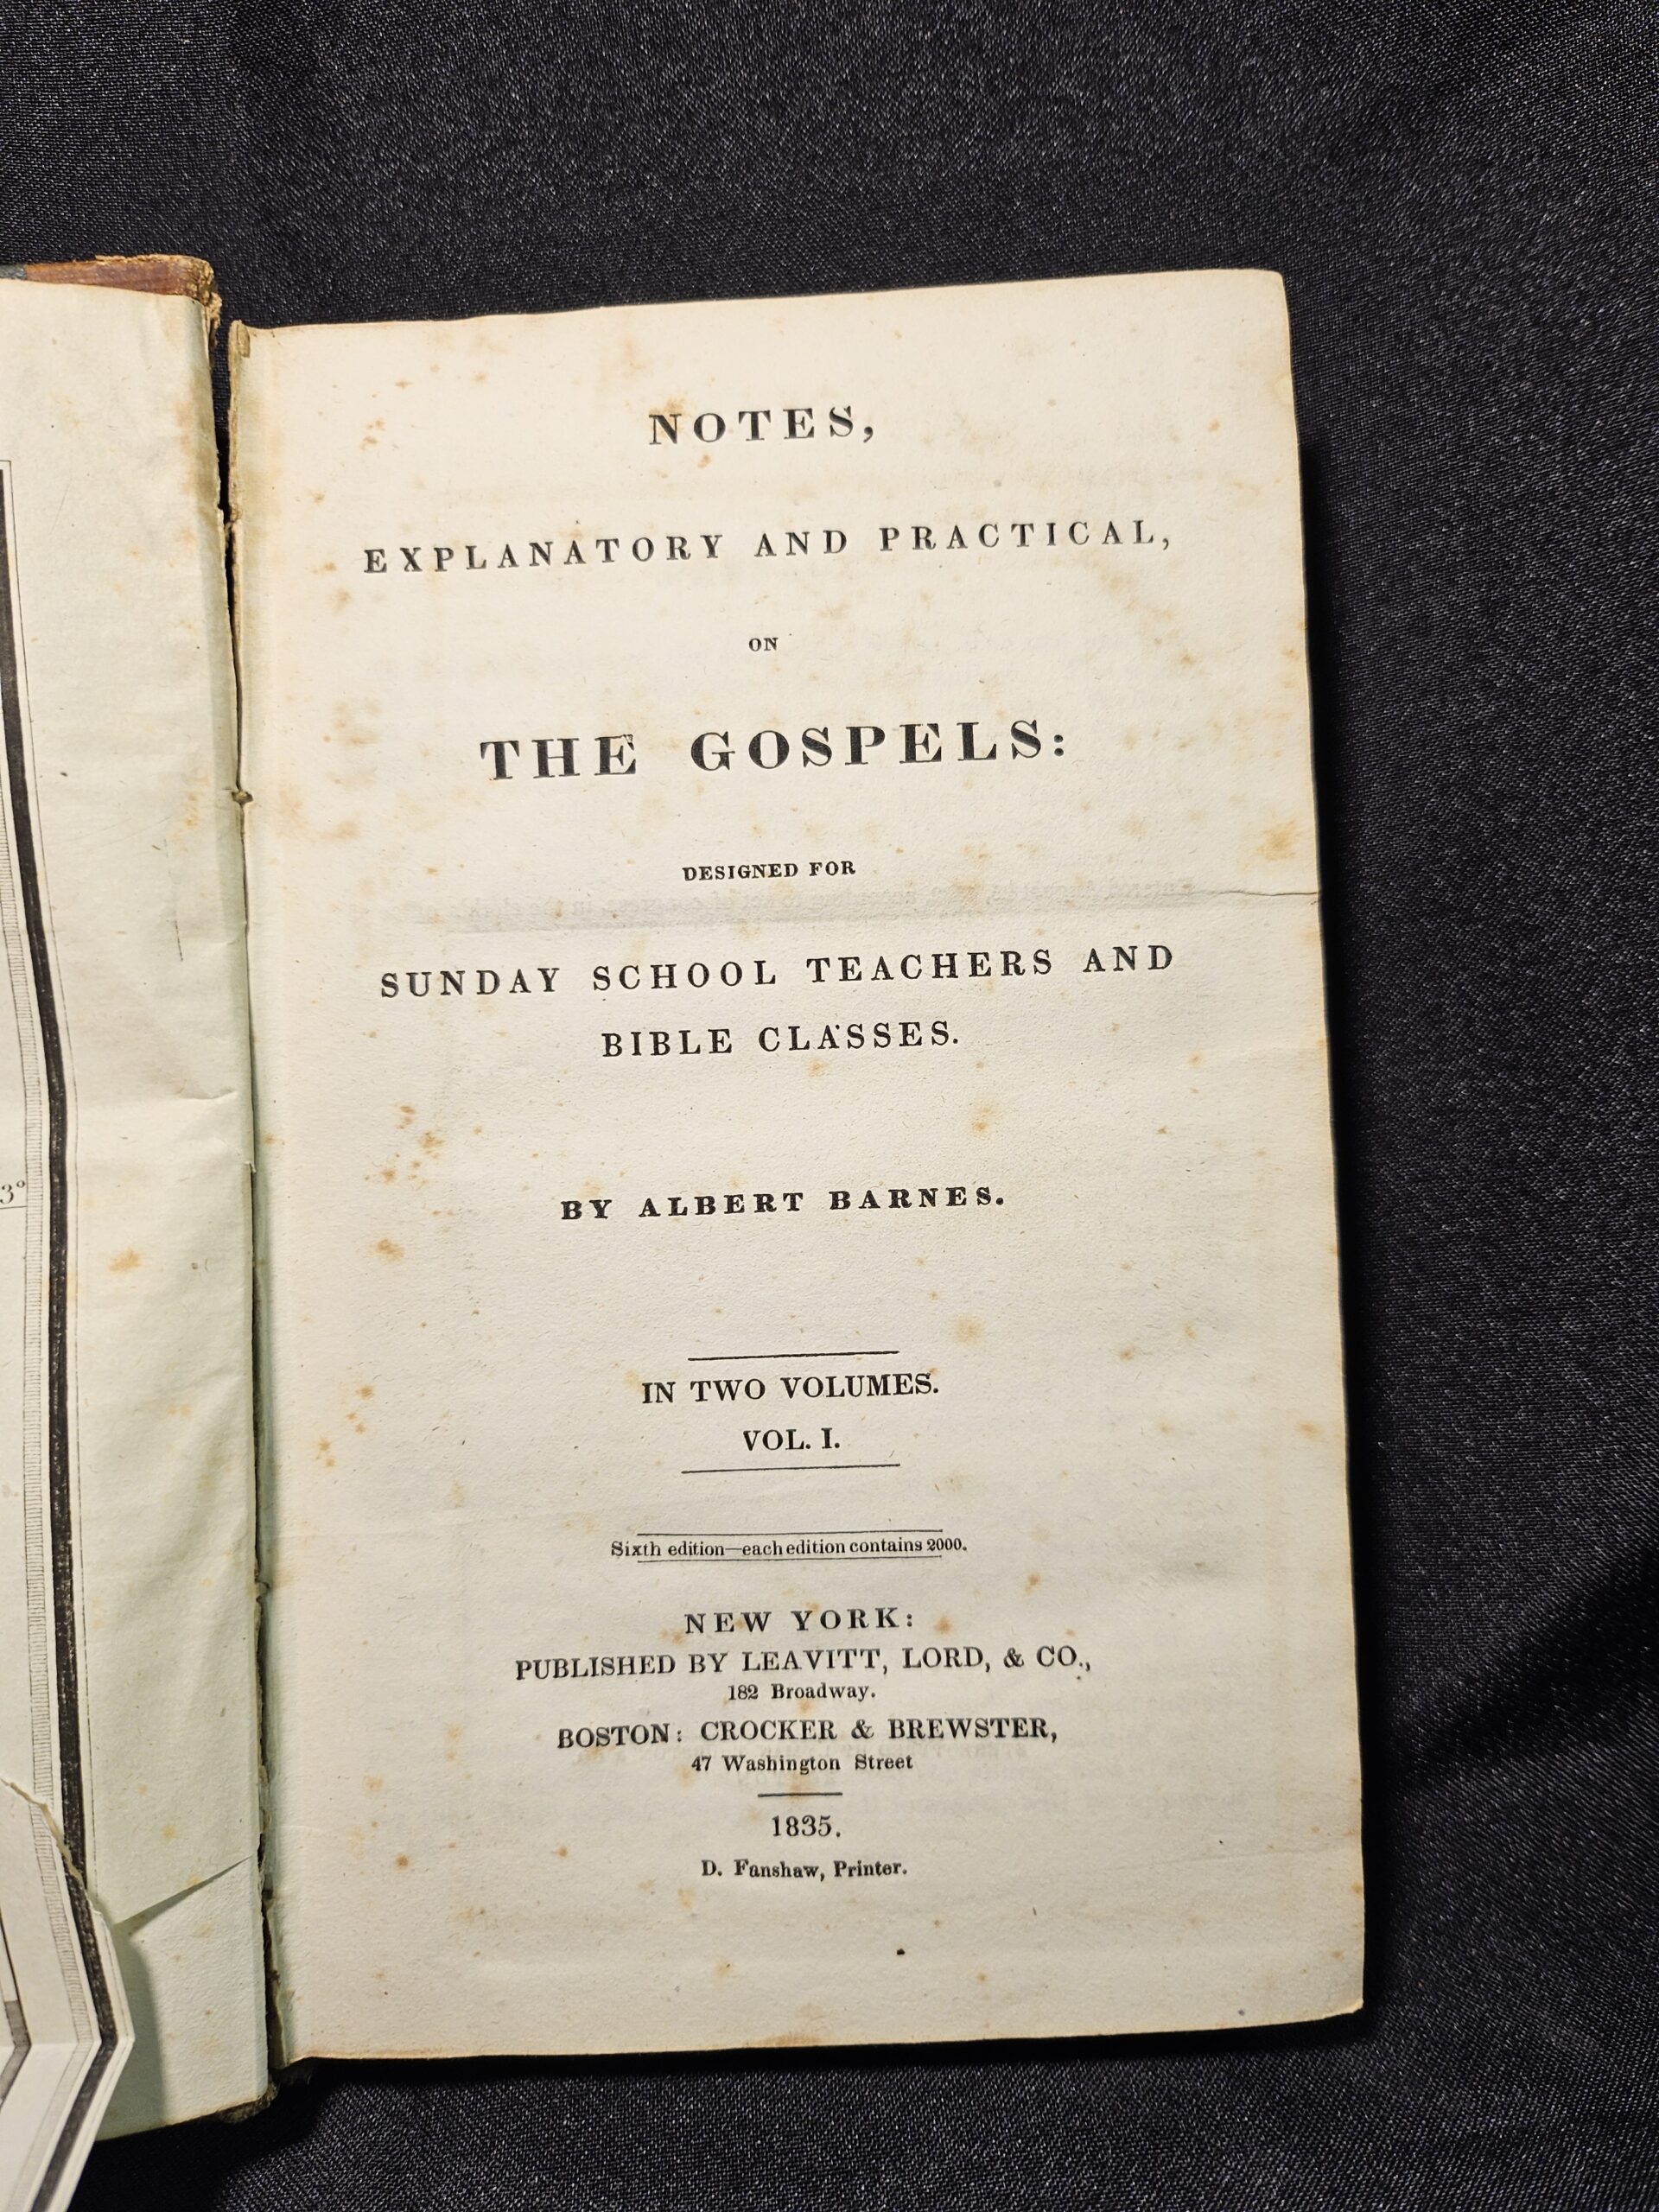 NOTES,
EXPLANATORY AND PRACTICAL,
ON
THE GOSPELS:
DESIGNED FOR
SUNDAY SCHOOL TEACHERS AND
BIBLE CLASSES.
BY ALBERT BARNES.
IN TWO VOLUMES.
VOL. I.
Sixth edition—each edition contains 2000.
NEW YORK:
PUBLISHED BY LEAVITT, LORD, & CO.,
182 Broadway.
BOSTON: CROCKER & BREWSTER,
47 Washington Street
1835.
D. Fanshaw, Printer.